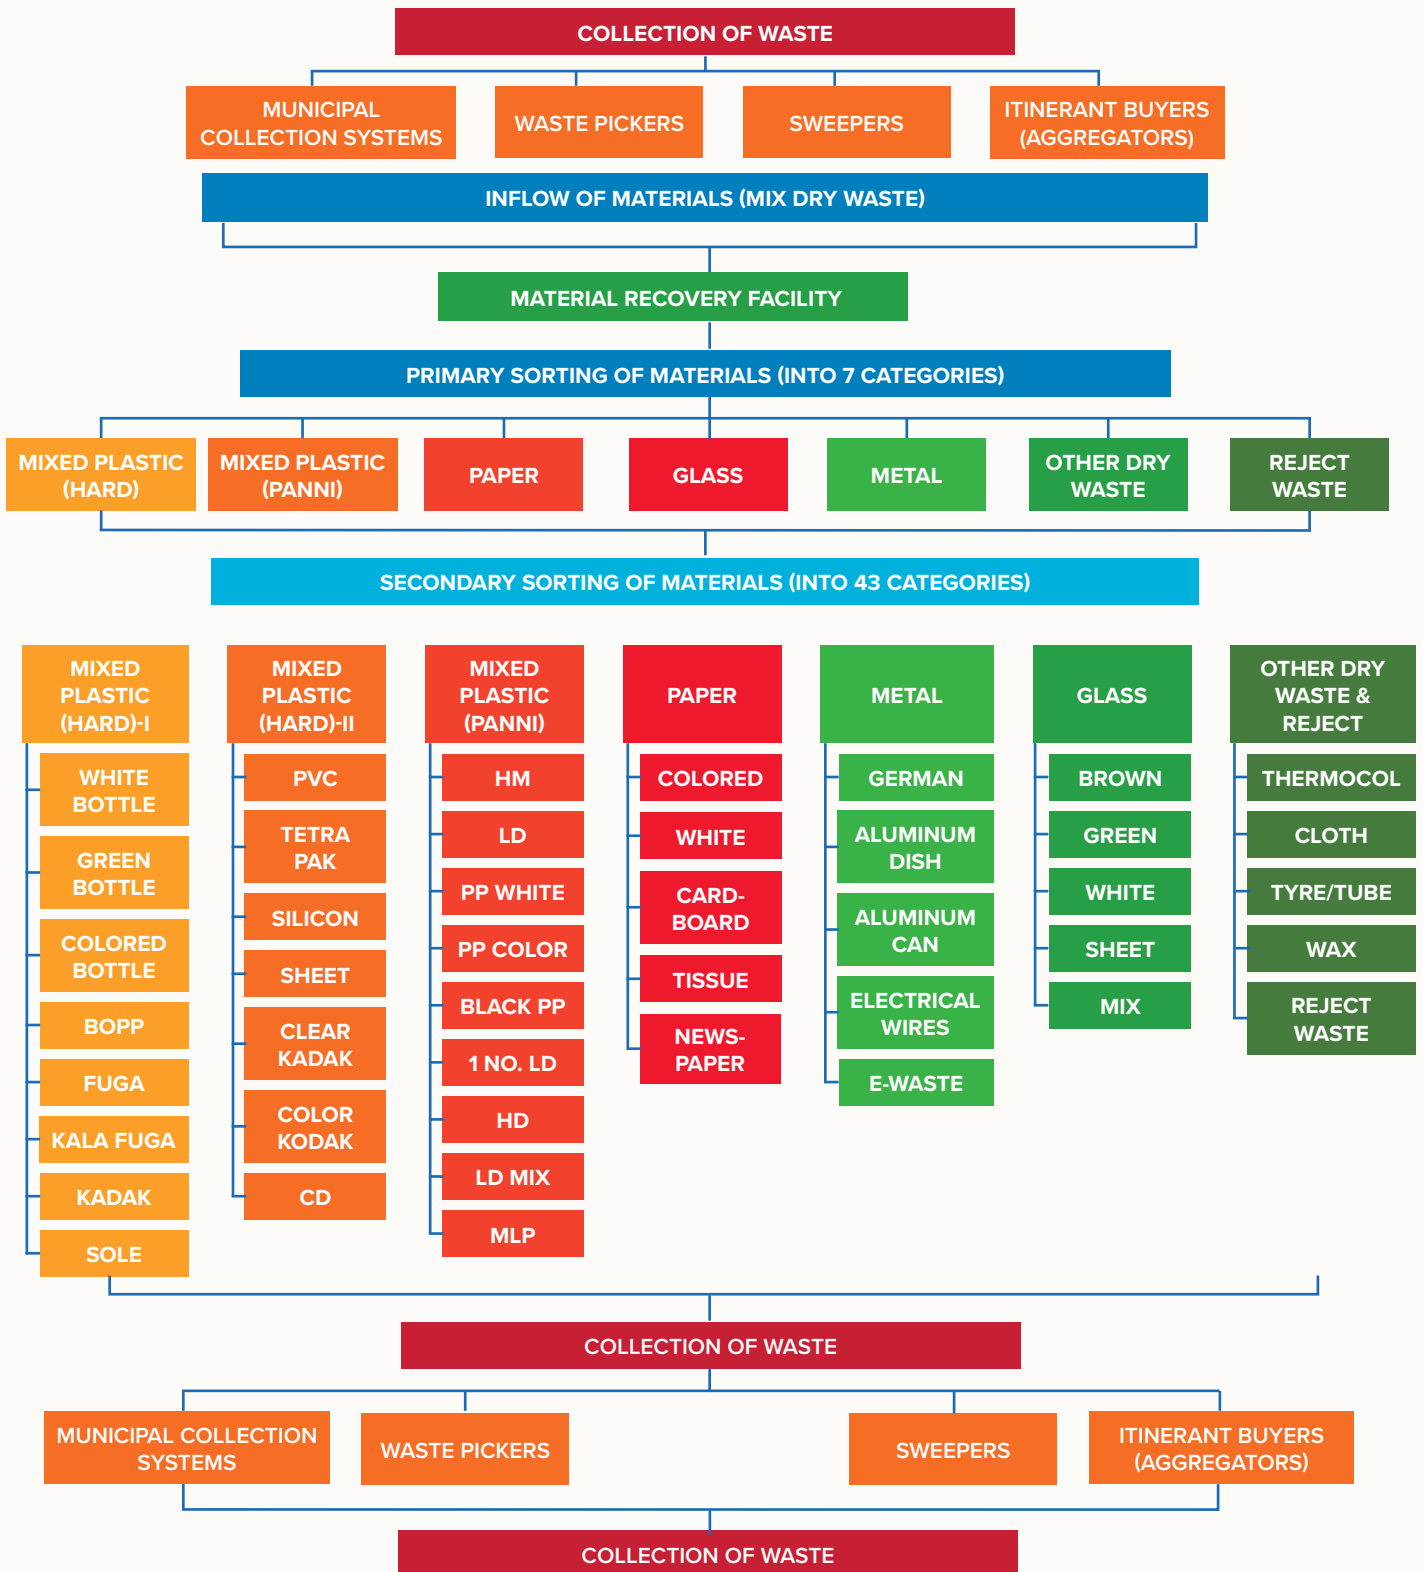 COLLECTION OF WASTE
MUNICIPAL
COLLECTION SYSTEMS
WASTE PICKERS
SWEEPERS
ITINERANT BUYERS
(AGGREGATORS)
INFLOW OF MATERIALS (MIX DRY WASTE)
MATERIAL RECOVERY FACILITY
PRIMARY SORTING OF MATERIALS (INTO 7 CATEGORIES)
MIXED PLASTIC
(HARD)
MIXED PLASTIC
(PANNI)
PAPER
GLASS
METAL
OTHER DRY
WASTE
REJECT
WASTE
SECONDARY SORTING OF MATERIALS (INTO 43 CATEGORIES)
MIXED
PLASTIC
(HARD)-I
WHITE
BOTTLE
GREEN
BOTTLE
COLORED
BOTTLE
BOPP
FUGA
KALA FUGA
KADAK
SOLE
MIXED
PLASTIC
(HARD)-II
PVC
TETRA
PAK
SILICON
SHEET
CLEAR
KADAK
COLOR
KODAK
CD
MIXED
PLASTIC
(PANNI)
HM
LD
PP WHITE
PP COLOR
BLACK PP
1 NO. LD
HD
LD MIX
MLP
PAPER
COLORED
WHITE
CARD-
BOARD
TISSUE
NEWS-
PAPER
METAL
GERMAN
ALUMINUM
DISH
ALUMINUM
CAN
ELECTRICAL
WIRES
E-WASTE
GLASS
BROWN
GREEN
WHITE
SHEET
MIX
OTHER DRY
WASTE &
REJECT
THERMOCOL
CLOTH
TYRE/TUBE
WAX
REJECT
WASTE
COLLECTION OF WASTE
MUNICIPAL COLLECTION
SYSTEMS
WASTE PICKERS
SWEEPERS
ITINERANT BUYERS
(AGGREGATORS)
COLLECTION OF WASTE